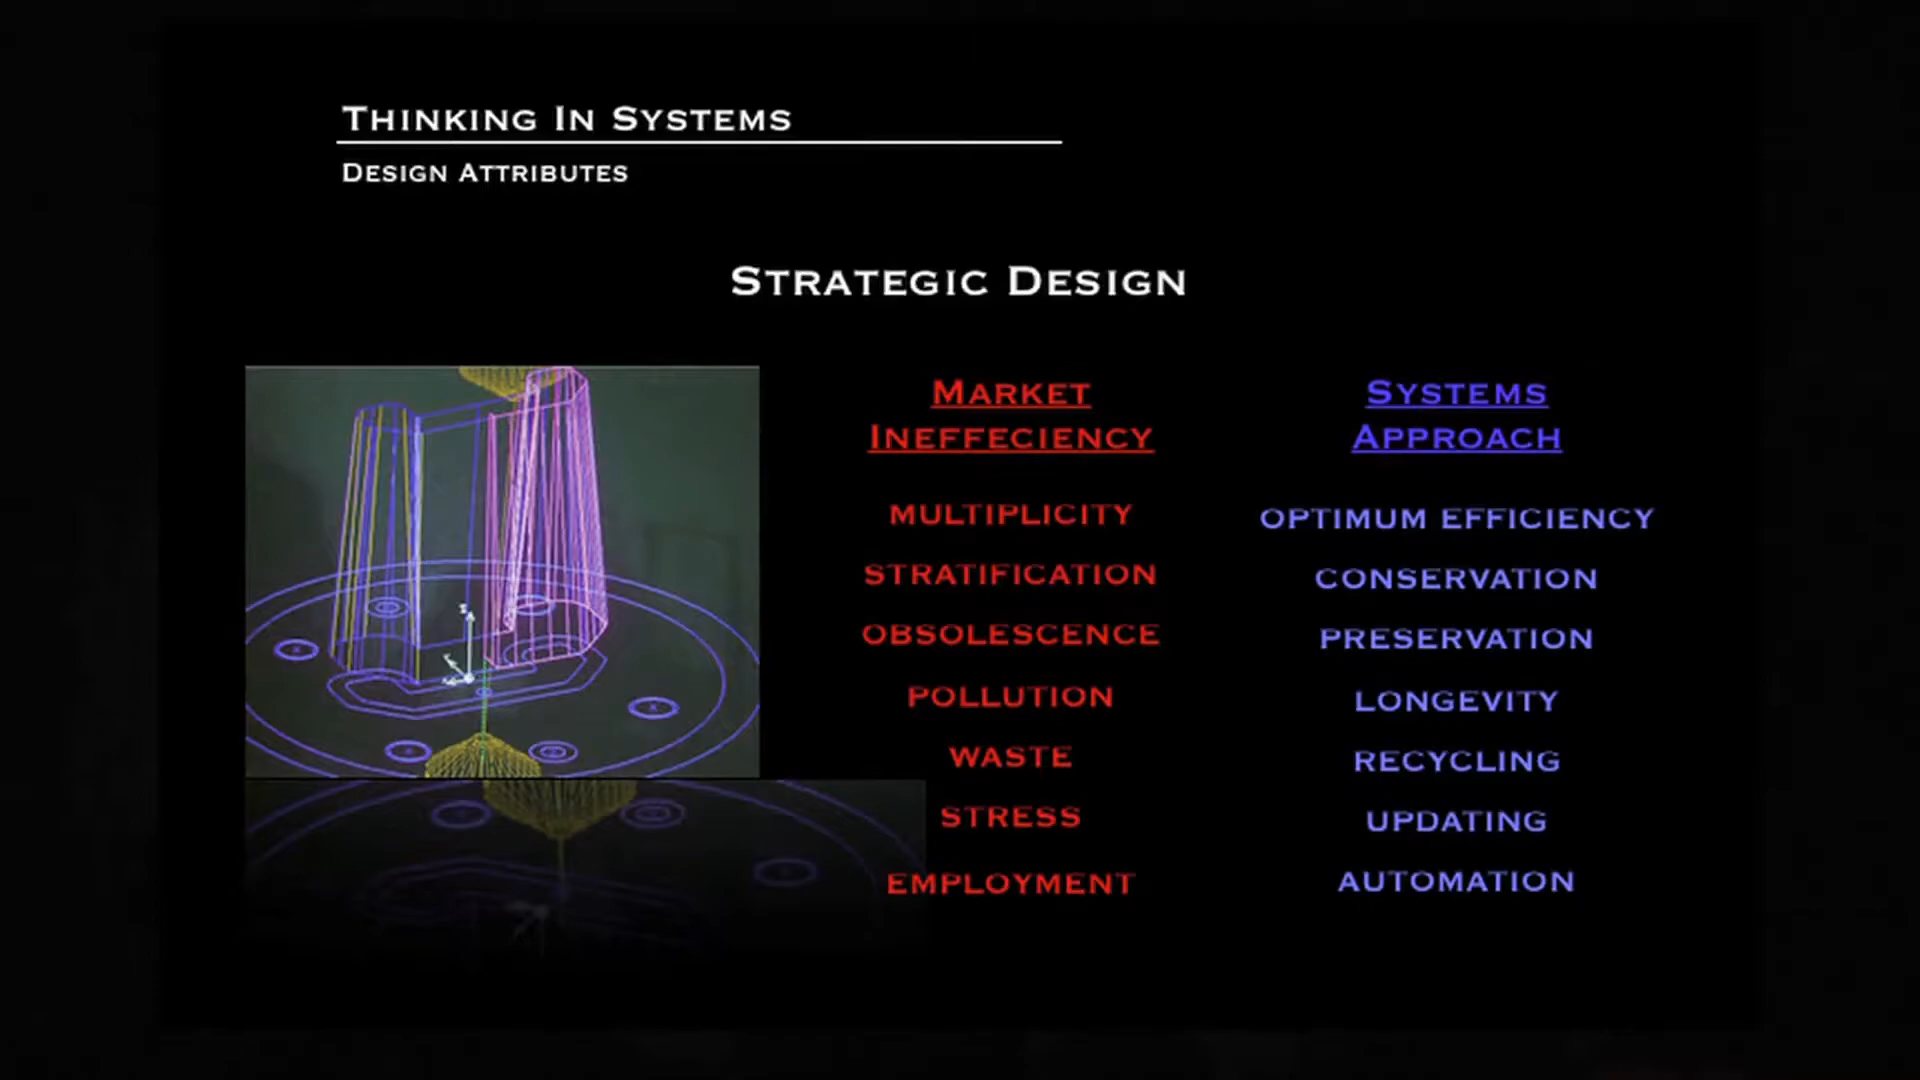 Thinking In Systems
Design Attributes
Strategic Design
Market
Ineffeciency
Multiplicity
Stratification
Obsolescence
Pollution
Waste
Stress
Employment
Systems
Approach
Optimum Efficiency
Conservation
Preservation
Longevity
Recycling
Updating
Automation